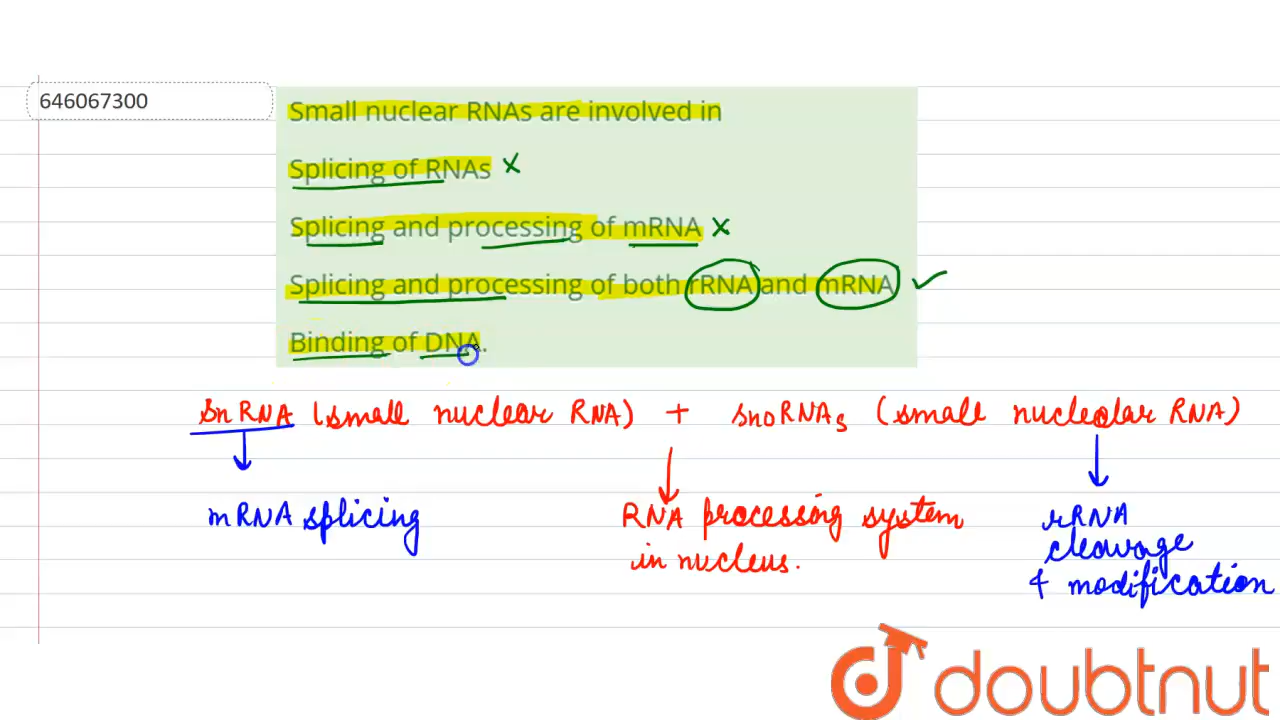 646067300
Small nuclear RNAs are involved in
Splicing of RNAs x
Splicing and processing of mRNA x
Splicing and processing of both rRNA and mRNA ✓
Binding of DNA.
SnRNA (small nuclear RNA) + snoRNAs (small nucleolar RNA)
mRNA splicing
RNA processing system
in nucleus.
rRNA
cleavage
+ modification
doubtnut